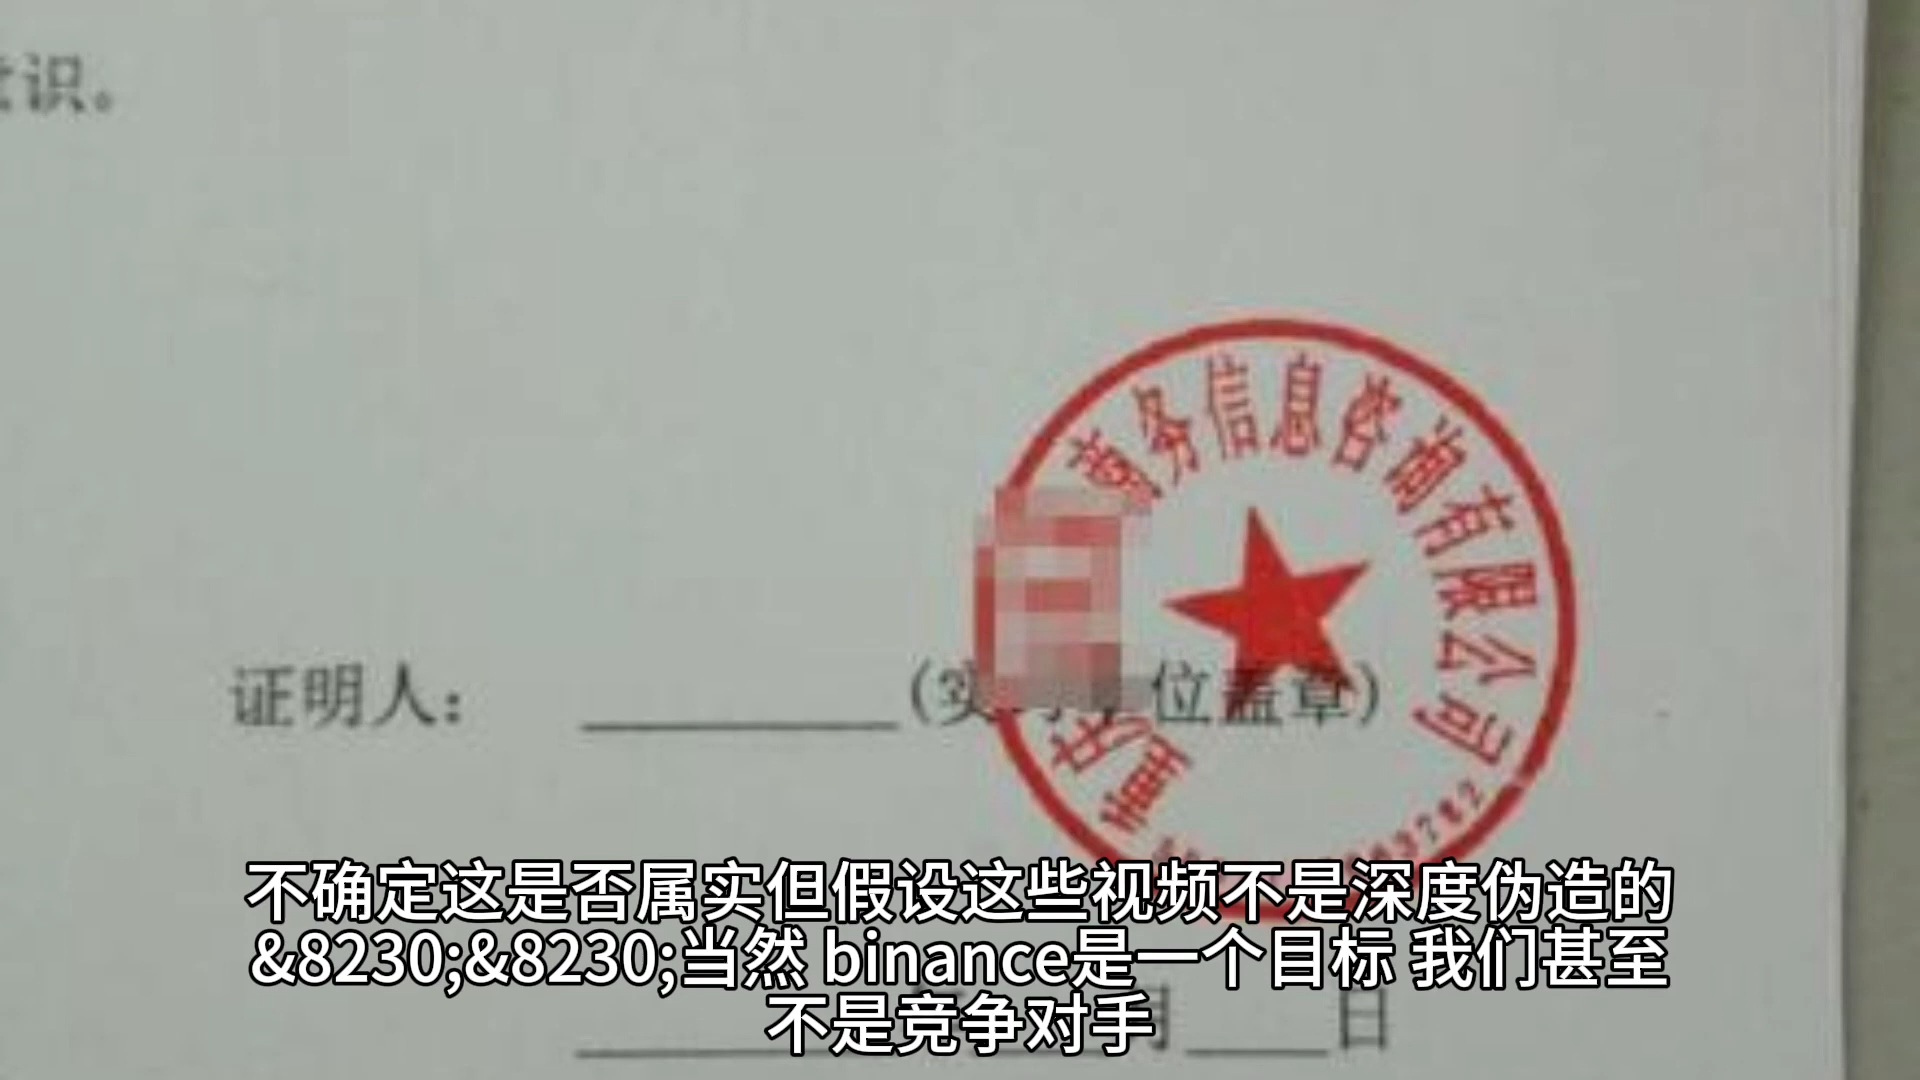 识。
商务信息咨询有限公司
证明人：
位盖章）
不确定这是否属实但假设这些视频不是深度伪造的
&8230;&8230;当然 binance是一个目标 我们甚至
不是竞争对手
月
日